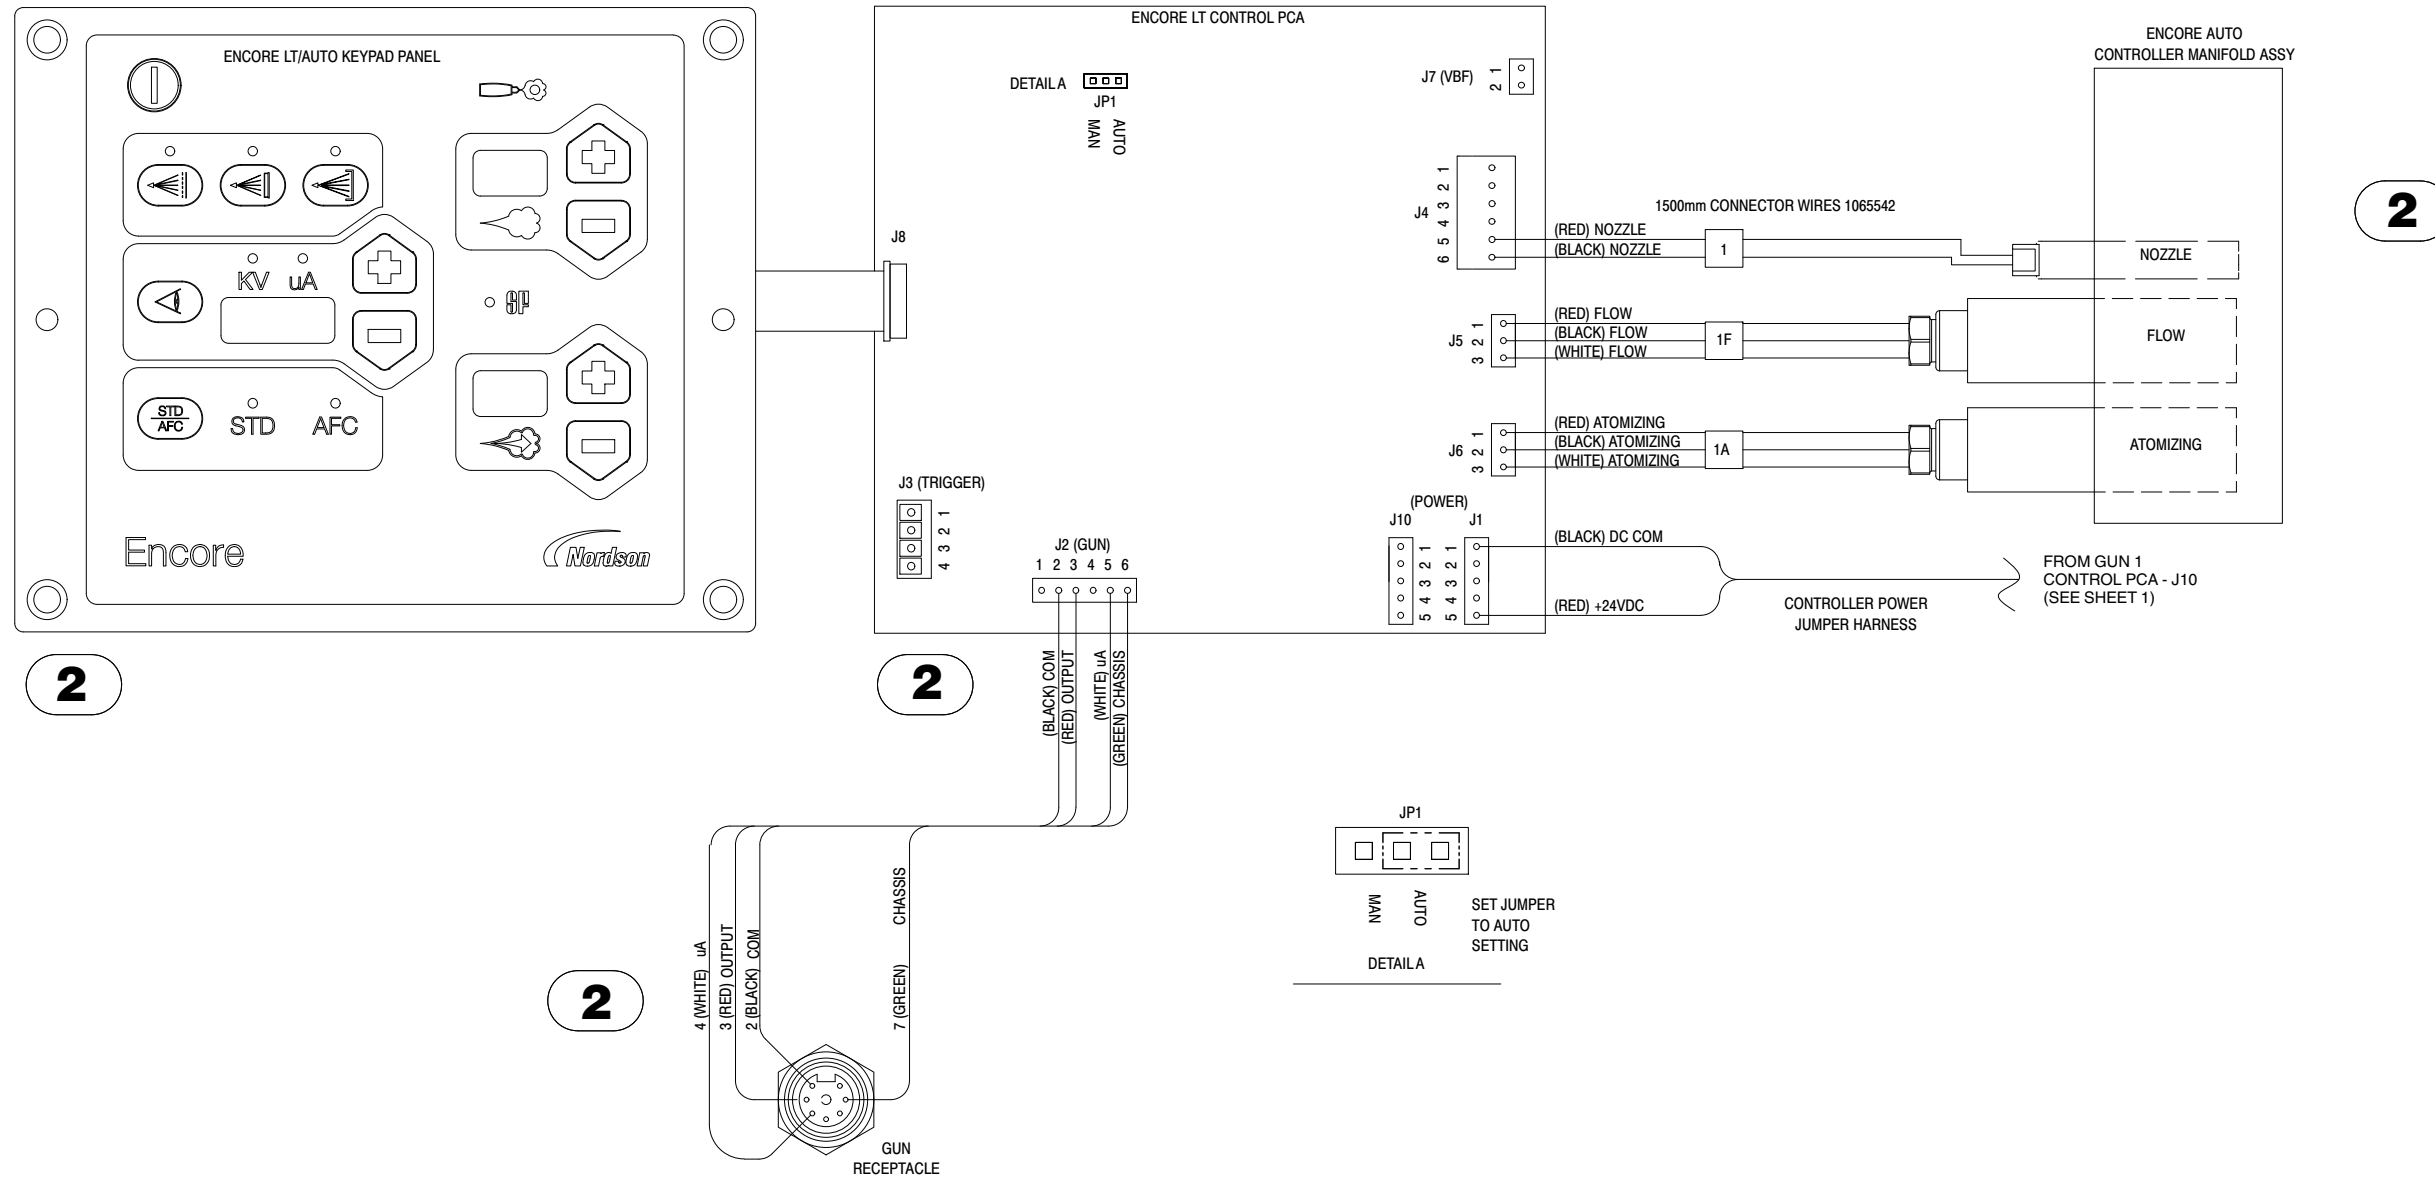 ENCORE LT/AUTO KEYPAD PANEL
KV uA
SP
STD
AFC
STD AFC
Encore
Nordson
2
ENCORE LT CONTROL PCA
DETAIL A
JP1
MAN
AUTO
J7 (VBF)
1
2
J8
J4
1
2
3
4
5
6
J5
1
2
3
J6
1
2
3
J3 (TRIGGER)
1
2
3
4
J2 (GUN)
1 2 3 4 5 6
(POWER)
J10 J1
1 1
2 2
3 3
4 4
5 5
2
(BLACK) COM
(RED) OUTPUT
(WHITE) uA
(GREEN) CHASSIS
1500mm CONNECTOR WIRES 1065542
(RED) NOZZLE
(BLACK) NOZZLE
1
(RED) FLOW
(BLACK) FLOW
(WHITE) FLOW
1F
(RED) ATOMIZING
(BLACK) ATOMIZING
(WHITE) ATOMIZING
1A
(BLACK) DC COM
(RED) +24VDC
CONTROLLER POWER
JUMPER HARNESS
FROM GUN 1
CONTROL PCA - J10
(SEE SHEET 1)
ENCORE AUTO
CONTROLLER MANIFOLD ASSY
NOZZLE
FLOW
ATOMIZING
2
4 (WHITE) uA
3 (RED) OUTPUT
2 (BLACK) COM
7 (GREEN) CHASSIS
2
GUN
RECEPTACLE
JP1
MAN
AUTO
SET JUMPER
TO AUTO
SETTING
DETAIL A